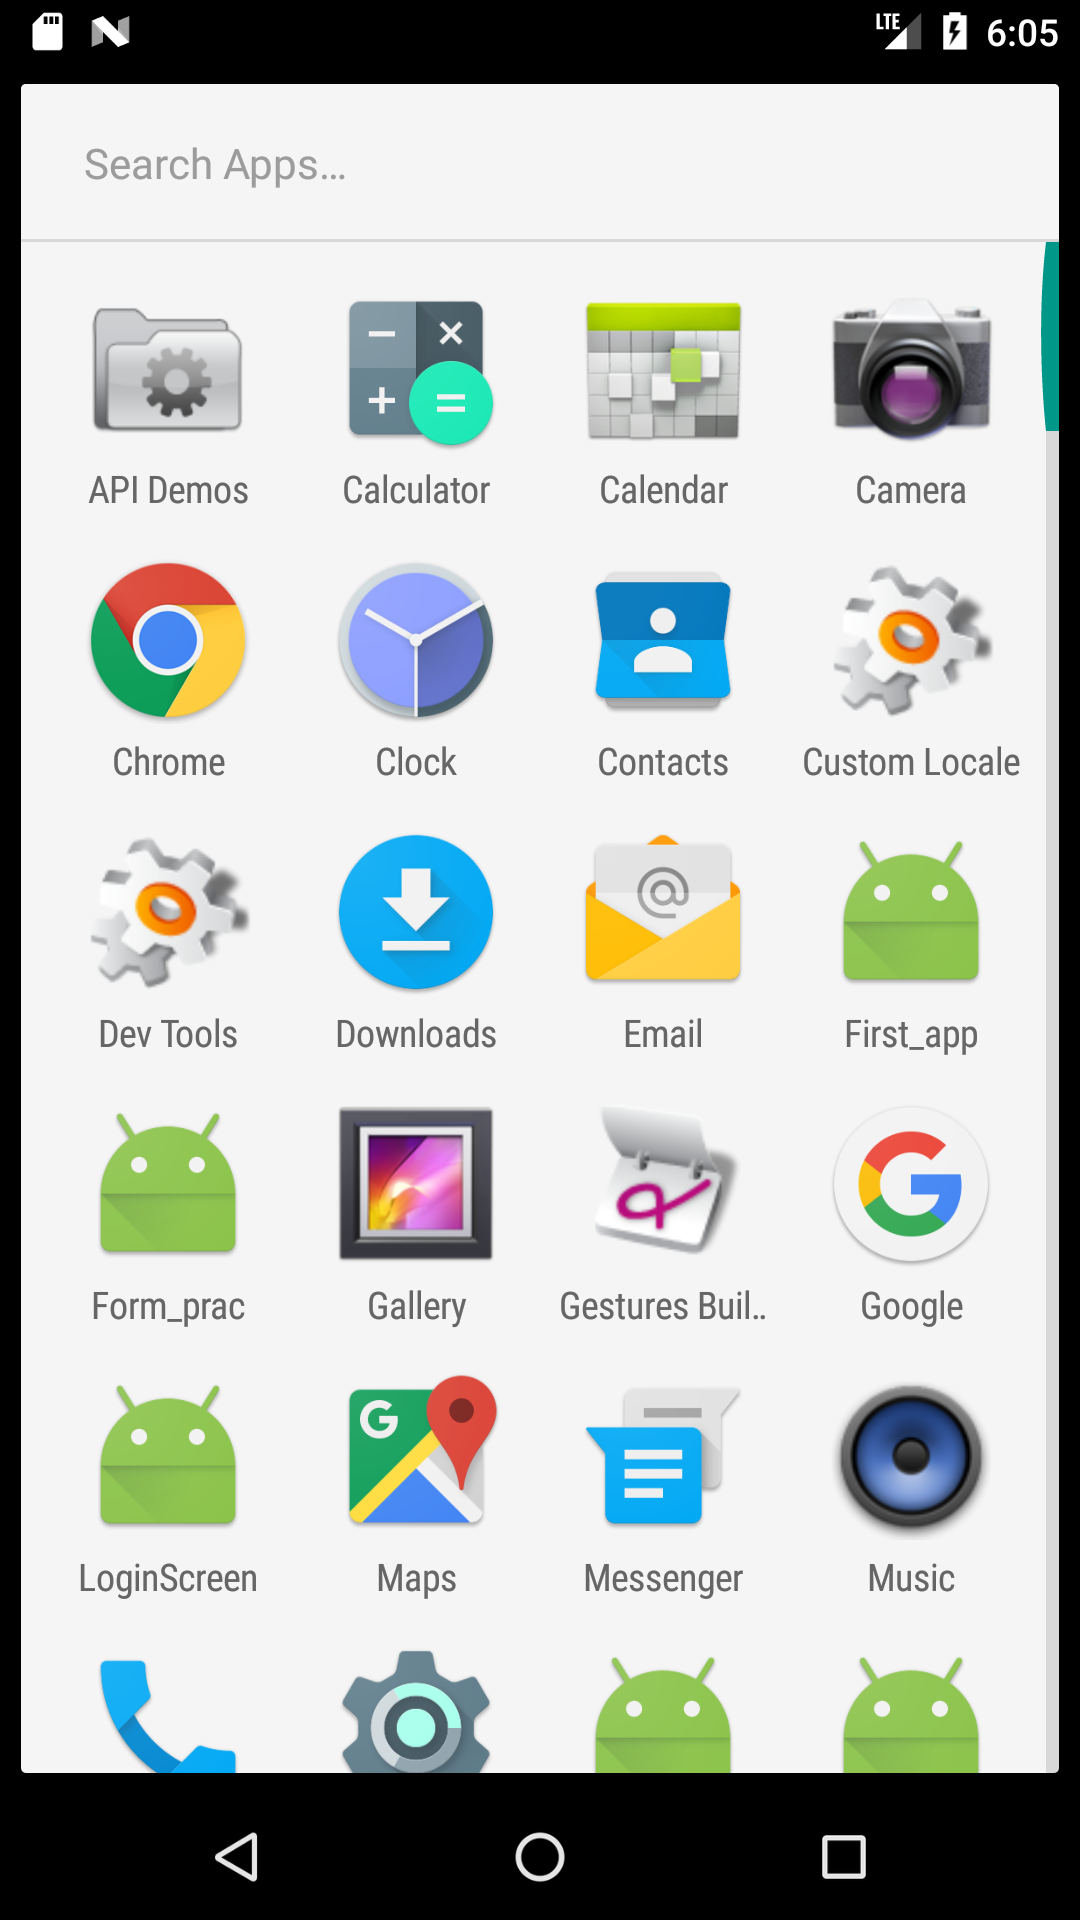 LTE 6:05
Search Apps...
API Demos Calculator Calendar Camera
Chrome Clock Contacts Custom Locale
Dev Tools Downloads Email First_app
Form_prac Gallery Gestures Buil.. Google
LoginScreen Maps Messenger Music